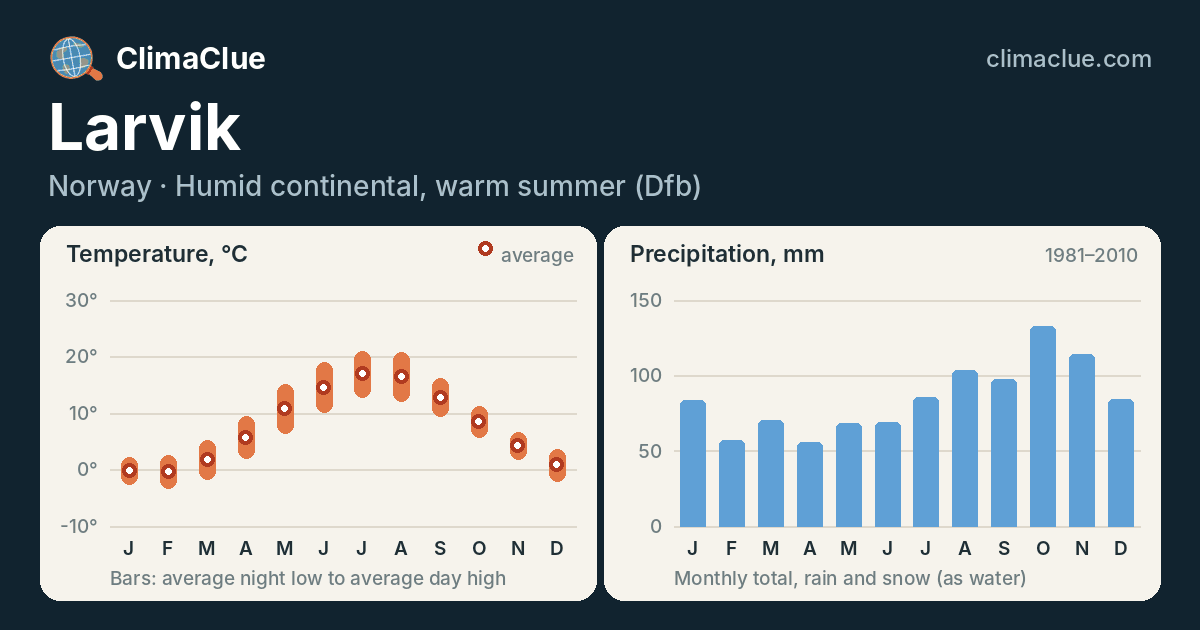 ClimaClue
climaclue.com
Larvik
Norway · Humid continental, warm summer (Dfb)
Temperature, °C
average
30°
20°
10°
0°
-10°
J F M A M J J A S O N D
Bars: average night low to average day high
Precipitation, mm
1981–2010
150
100
50
0
J F M A M J J A S O N D
Monthly total, rain and snow (as water)